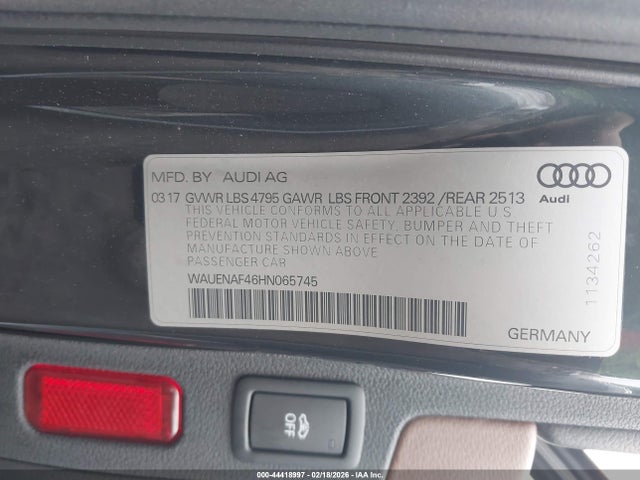 MFD. BY AUDI AG
03 17 GVWR LBS 4795 GAWR LBS FRONT 2392 /REAR 2513
THIS VEHICLE CONFORMS TO ALL APPLICABLE U S
FEDERAL MOTOR VEHICLE SAFETY, BUMPER AND THEFT
PREVENTION STANDARDS IN EFFECT ON THE DATE OF
MANUFACTURE SHOWN ABOVE
PASSENGER CAR
WAUENAF46HN065745
Audi
1134262
GERMANY
OFF
000-44418997 - 02/18/2026 - IAA Inc.